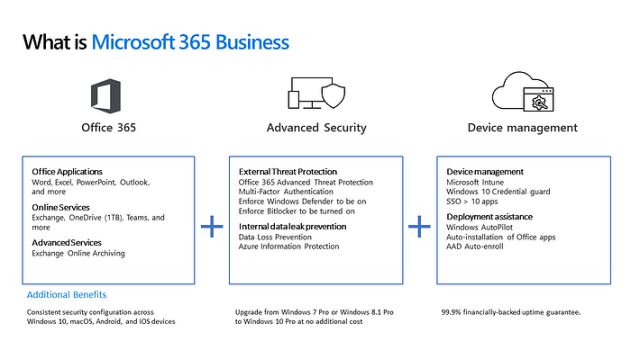 What is Microsoft 365 Business
Office 365
Advanced Security
Device management
Office Applications
Word, Excel, PowerPoint, Outlook,
and more
Online Services
Exchange, OneDrive (1TB), Teams, and
more
Advanced Services
Exchange Online Archiving
External Threat Protection
Office 365 Advanced Threat Protection
Multi-Factor Authentication
Enforce Windows Defender to be on
Enforce Bitlocker to be turned on
Internal data leak prevention
Data Loss Prevention
Azure Information Protection
Device management
Microsoft Intune
Windows 10 Credential guard
SSO > 10 apps
Deployment assistance
Windows AutoPilot
Auto-installation of Office apps
AAD Auto-enroll
Additional Benefits
Consistent security configuration across
Windows 10, macOS, Android, and iOS devices
Upgrade from Windows 7 Pro or Windows 8.1 Pro
to Windows 10 Pro at no additional cost
99.9% financially-backed uptime guarantee.